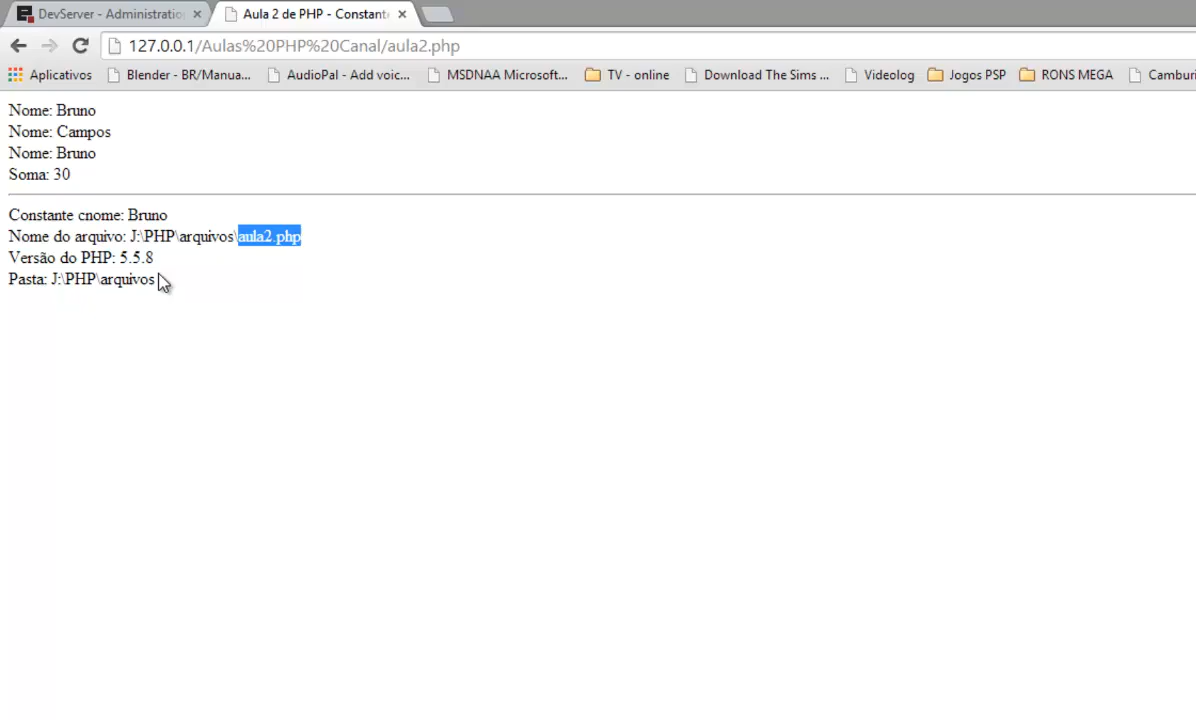 DevServer - Administratio
Aula 2 de PHP - Constant
127.0.0.1/Aulas%20PHP%20Canal/aula2.php
Aplicativos
Blender - BR/Manua...
AudioPal - Add voic...
MSDNAA Microsoft...
TV - online
Download The Sims ...
Videolog
Jogos PSP
RONS MEGA
Camburi
Nome: Bruno
Nome: Campos
Nome: Bruno
Soma: 30
Constante cnome: Bruno
Nome do arquivo: J:\PHP\arquivos\aula2.php
Versão do PHP: 5.5.8
Pasta: J:\PHP\arquivos